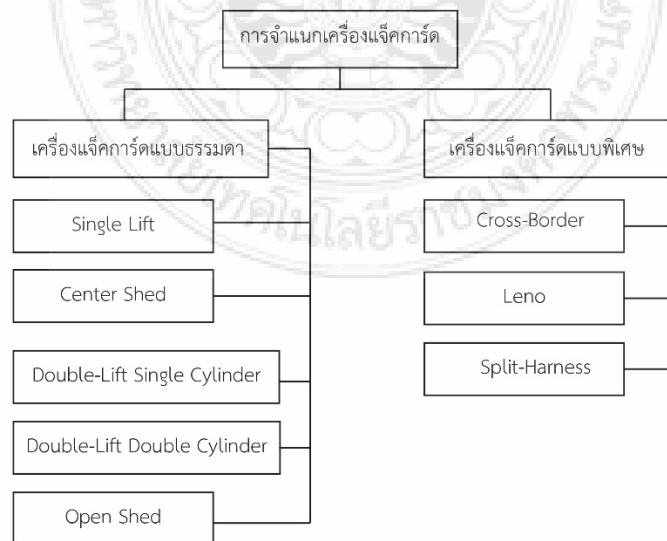 การจำแนกเครื่องแจ็คการ์ด
เครื่องแจ็คการ์ดแบบธรรมดา
Single Lift
Center Shed
Double-Lift Single Cylinder
Double-Lift Double Cylinder
Open Shed
เครื่องแจ็คการ์ดแบบพิเศษ
Cross-Border
Leno
Split-Harness